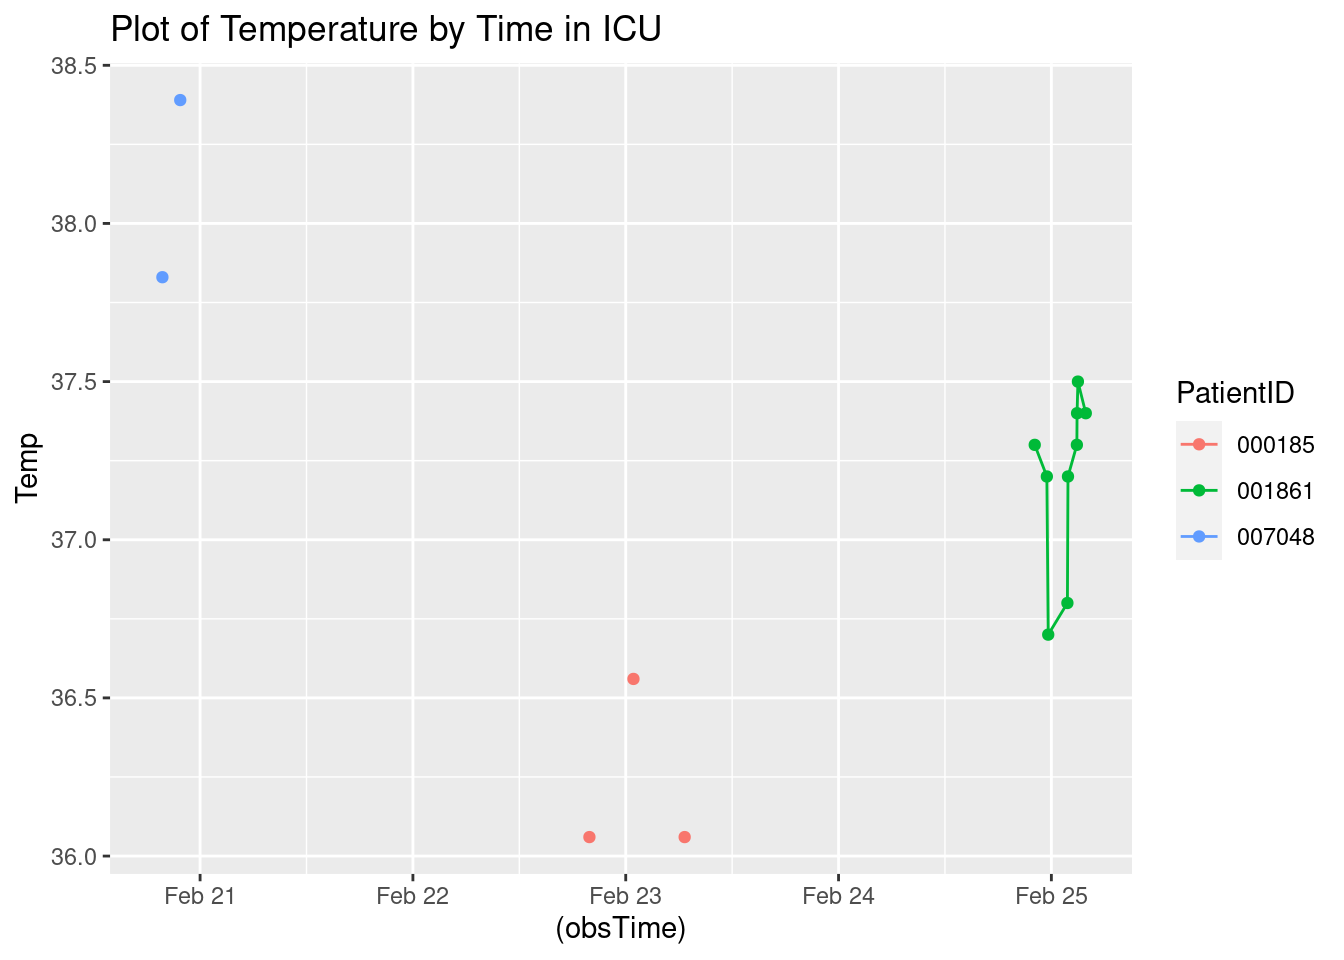 Plot of Temperature by Time in ICU
38.5
38.0
37.5
37.0
36.5
36.0
Temp
Feb 21 Feb 22 Feb 23 Feb 24 Feb 25
(obsTime)
PatientID
000185
001861
007048